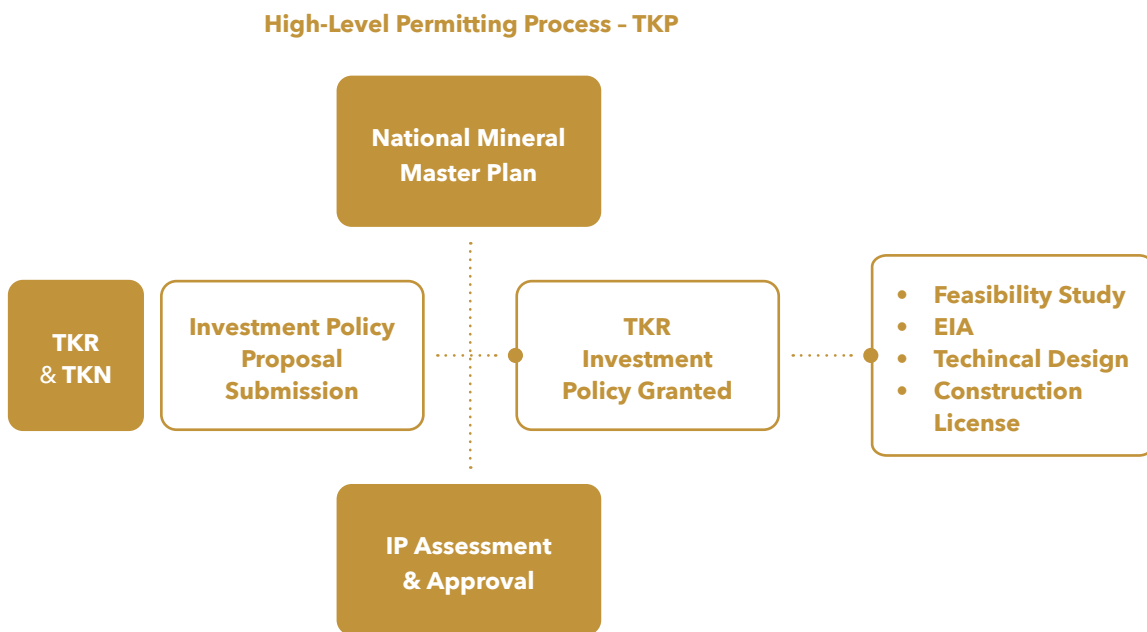 High-Level Permitting Process – TKP
National Mineral
Master Plan
TKR
& TKN
Investment Policy
Proposal
Submission
TKR
Investment
Policy Granted
• Feasibility Study
• EIA
• Techincal Design
• Construction
License
IP Assessment
& Approval